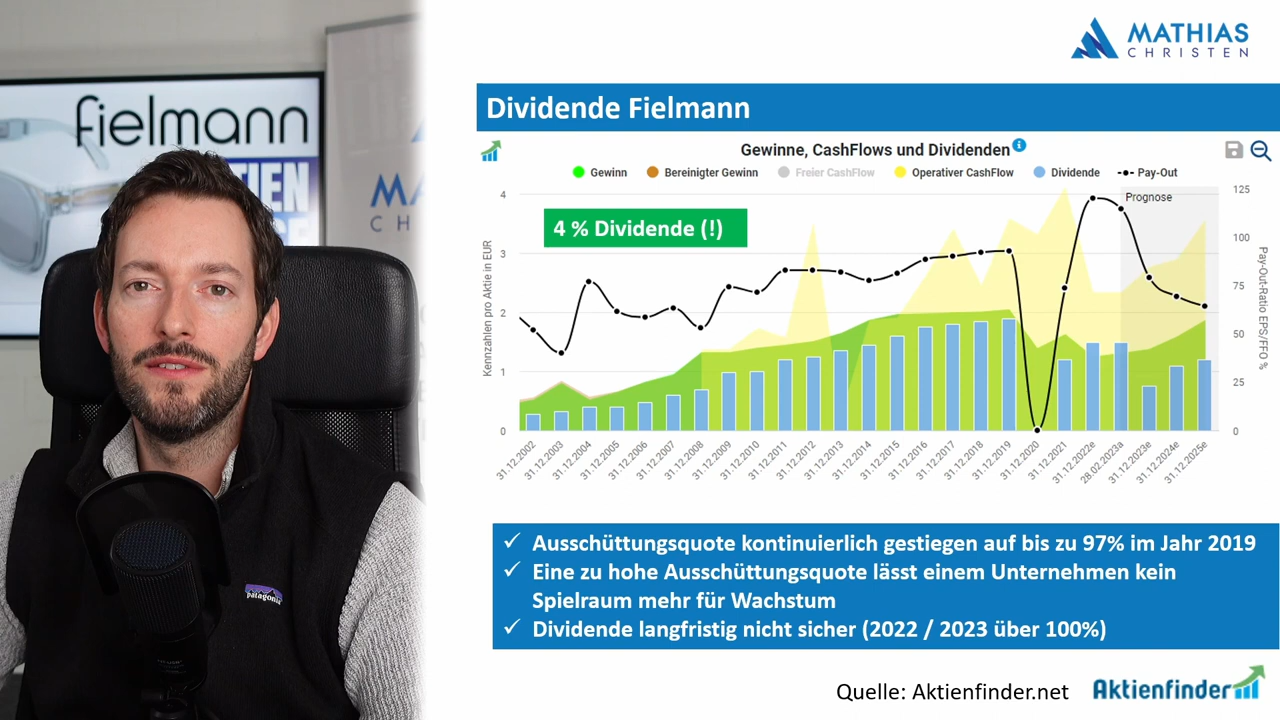 fielmann
TIEN
MA
CHRIS
patagonia
MATHIAS
CHRISTEN
Dividende Fielmann
Gewinne, CashFlows und Dividenden
Gewinn
Bereinigter Gewinn
Freier CashFlow
Operativer CashFlow
Dividende
Pay-Out
4 % Dividende (!)
Prognose
Kennzahlen pro Aktie in EUR
4
3
2
1
0
125
100
75
50
25
0
Pay-Out-Ratio EPS/FFO %
31.12.2002
31.12.2003
31.12.2004
31.12.2005
31.12.2006
31.12.2007
31.12.2008
31.12.2009
31.12.2010
31.12.2011
31.12.2012
31.12.2013
31.12.2014
31.12.2015
31.12.2016
31.12.2017
31.12.2018
31.12.2019
31.12.2020
31.12.2021
31.12.2022e
28.02.2023a
31.12.2023e
31.12.2024e
31.12.2025e
✓ Ausschüttungsquote kontinuierlich gestiegen auf bis zu 97% im Jahr 2019
✓ Eine zu hohe Ausschüttungsquote lässt einem Unternehmen kein
Spielraum mehr für Wachstum
✓ Dividende langfristig nicht sicher (2022 / 2023 über 100%)
Quelle: Aktienfinder.net
Aktienfinder